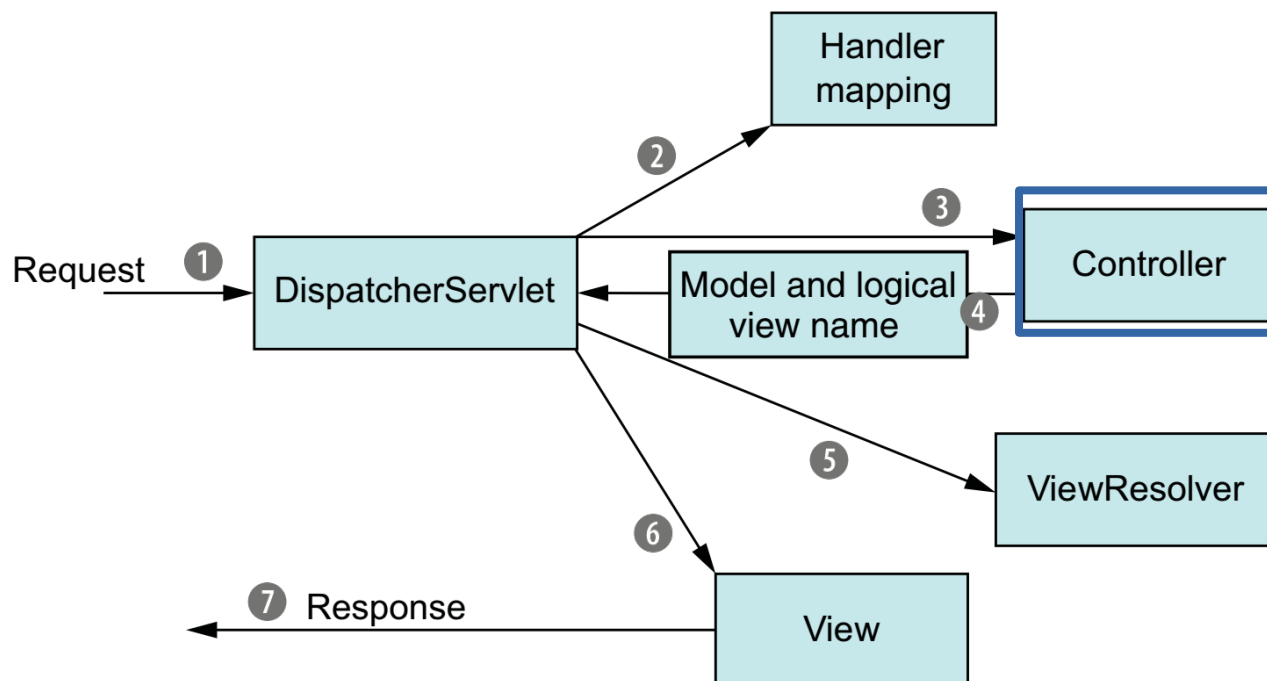 Handler
mapping
2
3
Request
1
DispatcherServlet
Model and logical
view name
4
Controller
5
ViewResolver
6
7
Response
View